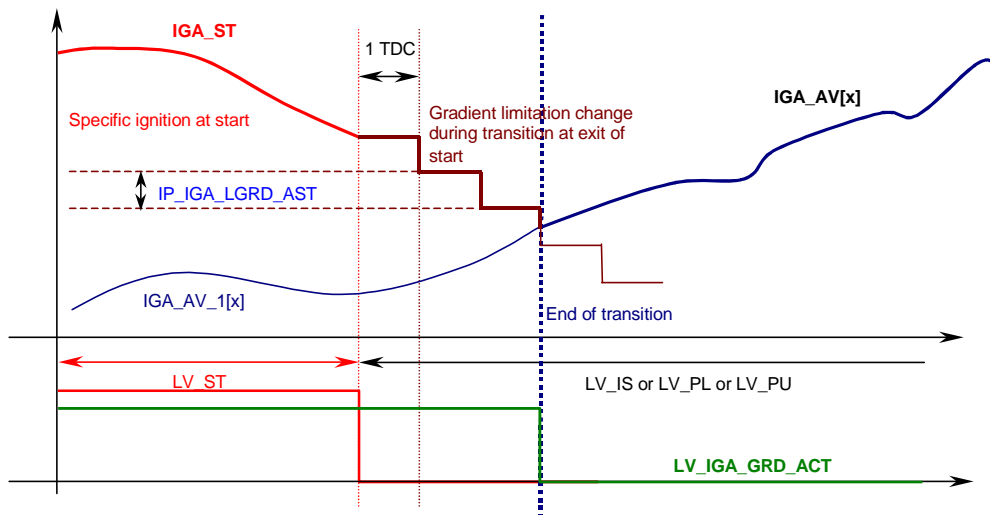 IGA_ST
1 TDC
IGA_AV[x]
Specific ignition at start
Gradient limitation change
during transition at exit of
start
IP_IGA_LGRD_AST
IGA_AV_1[x]
End of transition
LV_ST
LV_IS or LV_PL or LV_PU
LV_IGA_GRD_ACT